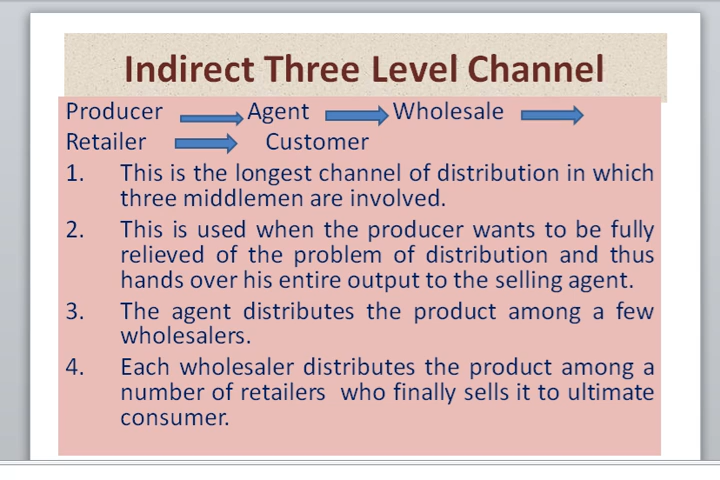 Indirect Three Level Channel
Producer Agent Wholesale
Retailer Customer
1. This is the longest channel of distribution in which
three middlemen are involved.
2. This is used when the producer wants to be fully
relieved of the problem of distribution and thus
hands over his entire output to the selling agent.
3. The agent distributes the product among a few
wholesalers.
4. Each wholesaler distributes the product among a
number of retailers who finally sells it to ultimate
consumer.